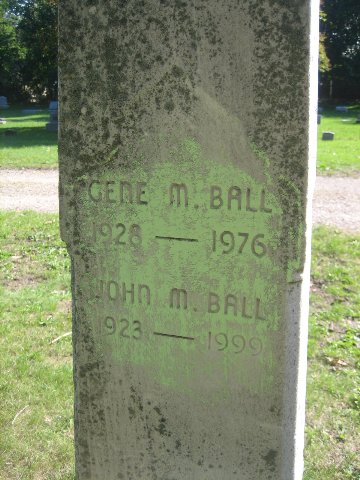 GENE M. BALL
1928 — 1976
JOHN M. BALL
1923 — 1999